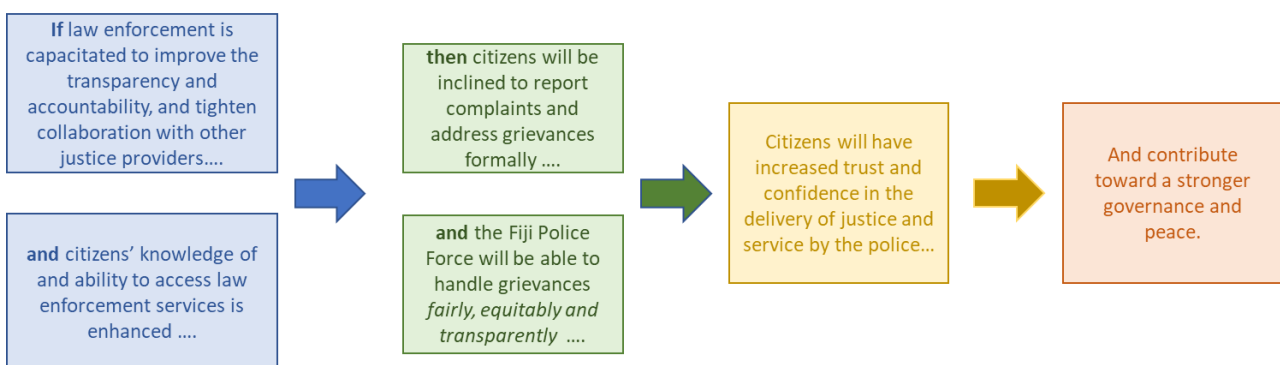 If law enforcement is
capacitated to improve the
transparency and
accountability, and tighten
collaboration with other
justice providers....
and citizens’ knowledge of
and ability to access law
enforcement services is
enhanced ....
then citizens will be
inclined to report
complaints and
address grievances
formally ....
and the Fiji Police
Force will be able to
handle grievances
fairly, equitably and
transparently ....
Citizens will have
increased trust and
confidence in the
delivery of justice and
service by the police...
And contribute
toward a stronger
governance and
peace.